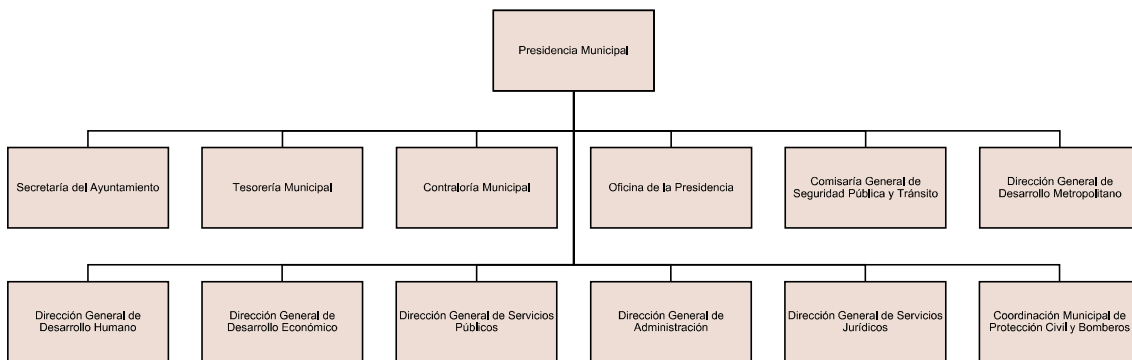 Presidencia Municipal
Secretaría del Ayuntamiento
Tesorería Municipal
Contraloría Municipal
Oficina de la Presidencia
Comisaría General de
Seguridad Pública y Tránsito
Dirección General de
Desarrollo Metropolitano
Dirección General de
Desarrollo Humano
Dirección General de
Desarrollo Económico
Dirección General de Servicios
Públicos
Dirección General de
Administración
Dirección General de Servicios
Jurídicos
Coordinación Municipal de
Protección Civil y Bomberos